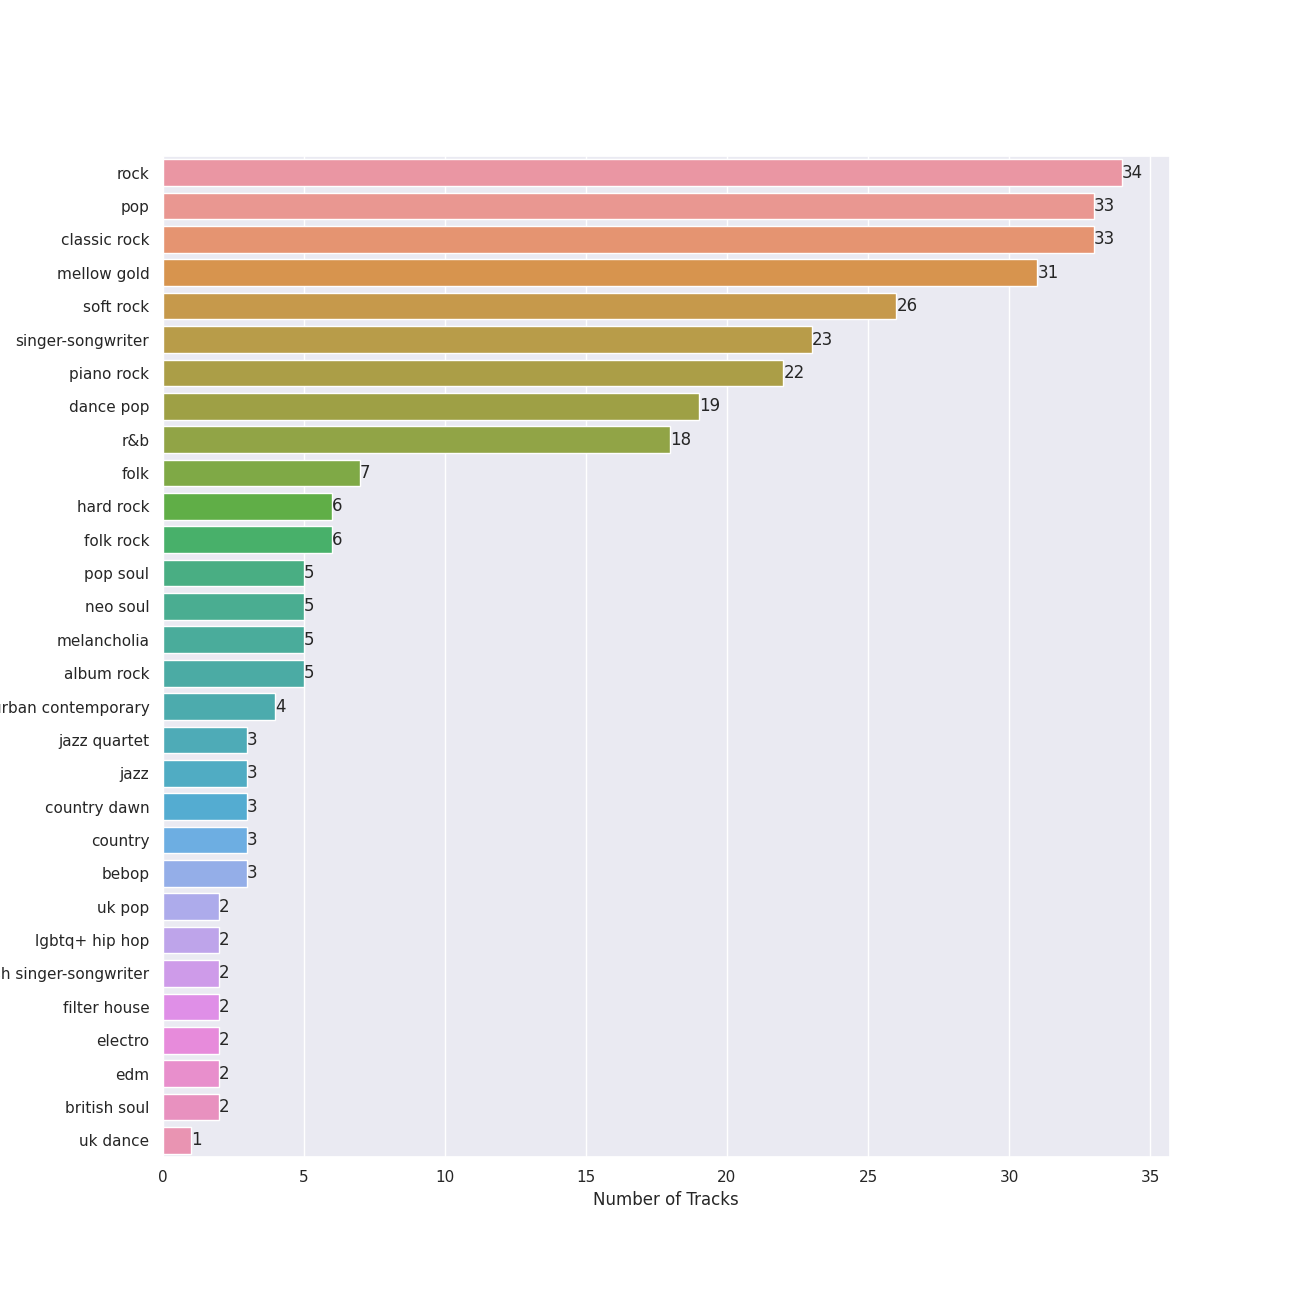 rock 34
pop 33
classic rock 33
mellow gold 31
soft rock 26
singer-songwriter 23
piano rock 22
dance pop 19
r&b 18
folk 7
hard rock 6
folk rock 6
pop soul 5
neo soul 5
melancholia 5
album rock 5
urban contemporary 4
jazz quartet 3
jazz 3
country dawn 3
country 3
bebop 3
uk pop 2
lgbtq+ hip hop 2
h singer-songwriter 2
filter house 2
electro 2
edm 2
british soul 2
uk dance 1
0 5 10 15 20 25 30 35
Number of Tracks